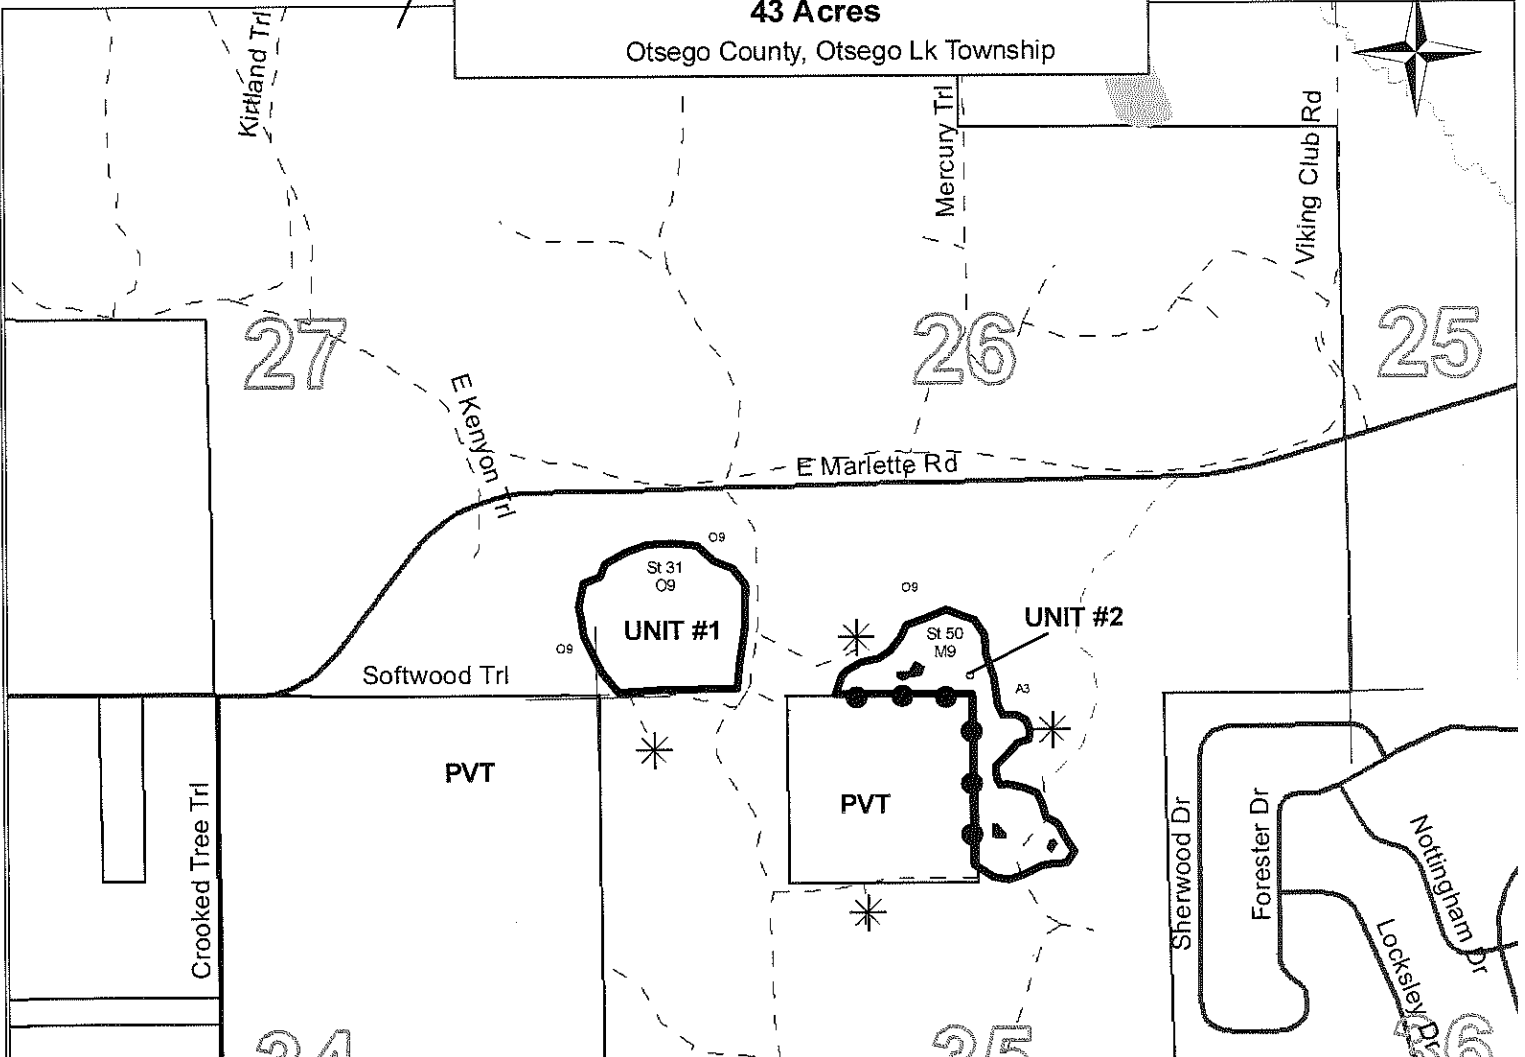 43 Acres
Otsego County, Otsego Lk Township
Kirtland Trl
Mercury Trl
Viking Club Rd
27
26
25
E Kenyon Trl
E Marlette Rd
O9
St 31
O9
UNIT #1
O9
O9
St 50
M9
UNIT #2
A3
Softwood Trl
PVT
PVT
Crooked Tree Trl
Sherwood Dr
Forester Dr
Nottingham Dr
Locksley Dr